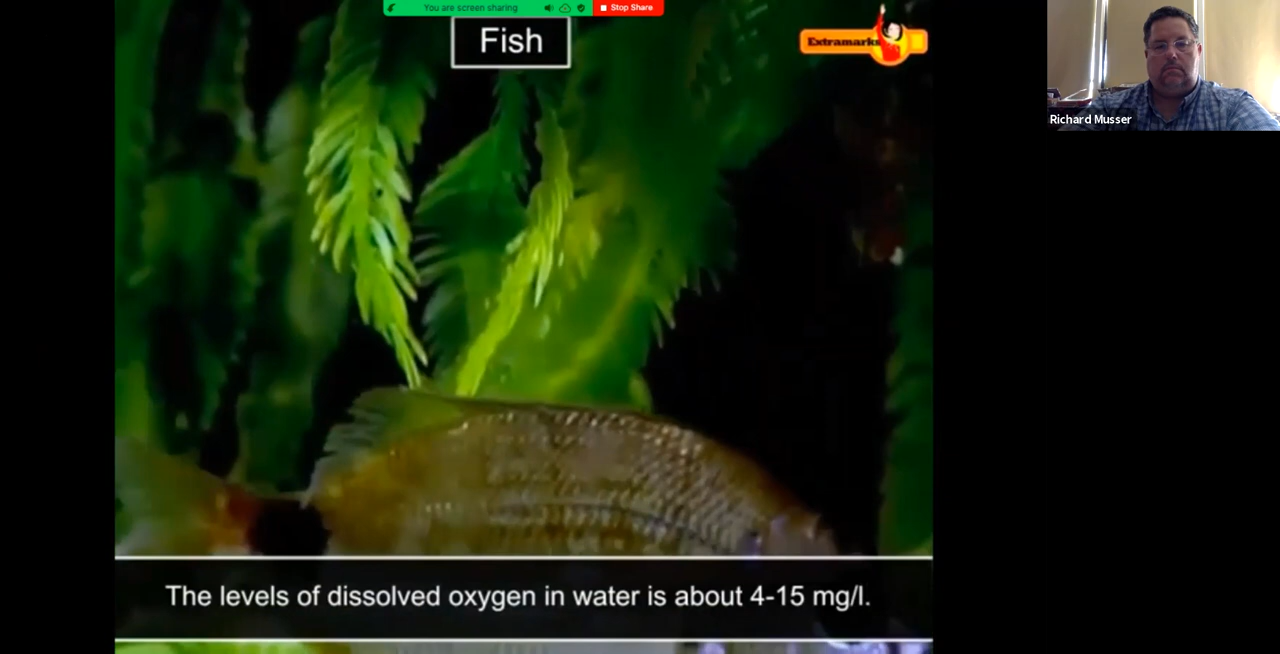 You are screen sharing
Stop Share
Fish
Extramarks
Richard Musser
The levels of dissolved oxygen in water is about 4-15 mg/l.